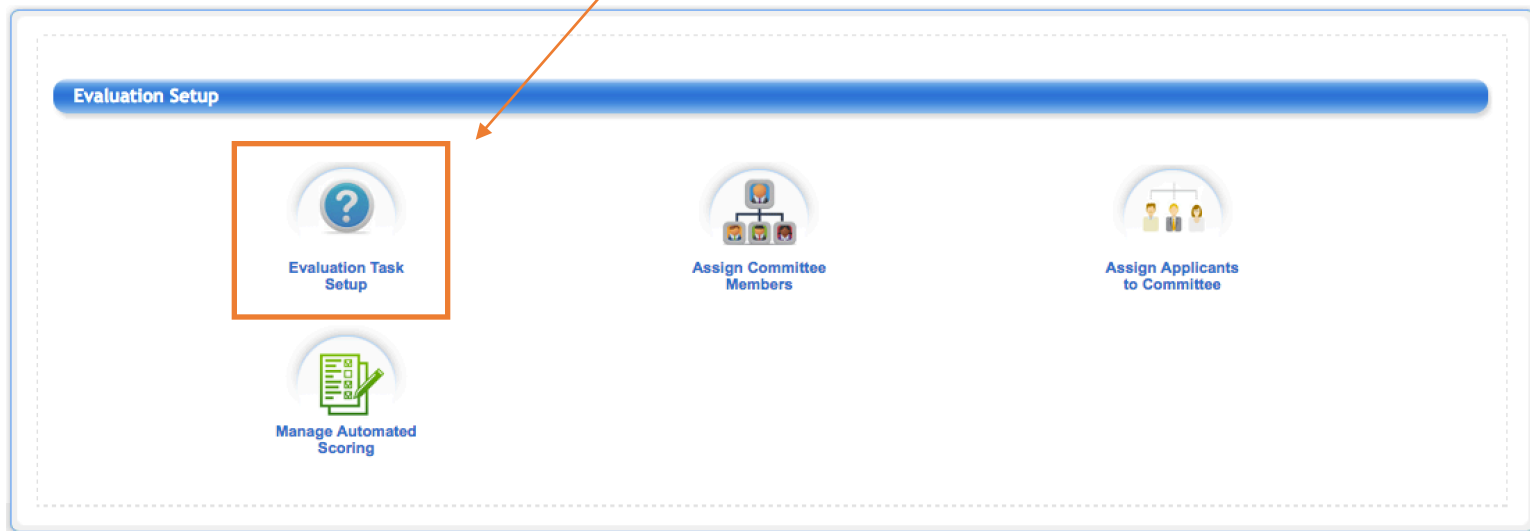 Evaluation Setup
Evaluation Task
Setup
Assign Committee
Members
Assign Applicants
to Committee
Manage Automated
Scoring